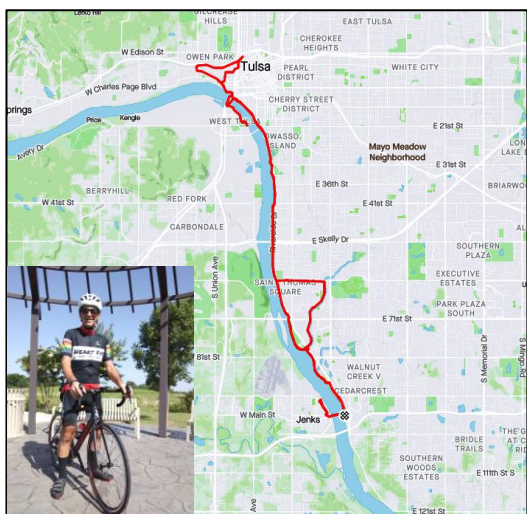 GILCREASE
HILLS
EAST TULSA
W Edison St
OWEN PARK
CHEROKEE
HEIGHTS
Tulsa
PEARL
DISTRICT
WHITE CITY
W Charles Page Blvd
prings
CHERRY STREET
DISTRICT
Price
Kengle
WEST TULSA
OWASSO
ISLAND
E 21st St
Avery Dr
Mayo Meadow
Neighborhood
E 31st St
BERRYHILL
E 36th St
BRIARWO
W 41st St
RED FORK
E 41st St
CARBONDALE
Riverside Dr
E Skelly Dr
SOUTHERN
PLAZA
S Union Ave
SAIN THOMAS
SQUARE
EXECUTIVE
ESTATES
E 71st St
PARK PLAZA
SOUTH
81st St
WALNUT
CREEK V
S Memorial Dr
S Mingo Rd
CEDARCREST
W Main St
Jenks
BRIDLE
TRAILS
SOUTHERN
WOODS
ESTATES
E 111th St S
Ave
E 121st St